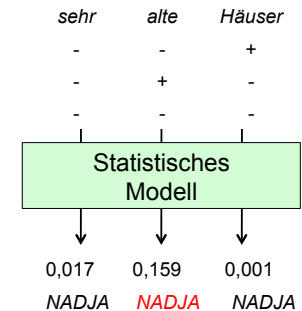 sehr alte Häuser
- - +
- + -
- - -
Statistisches
Modell
0,017 0,159 0,001
NADJA NADJA NADJA